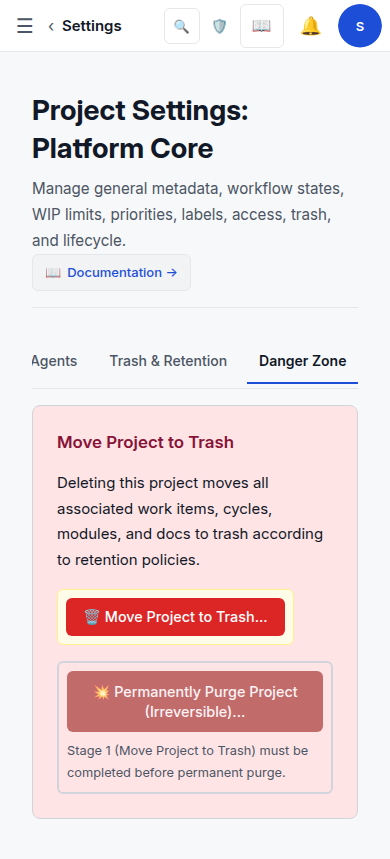 Settings
S
Project Settings:
Platform Core
Manage general metadata, workflow states,
WIP limits, priorities, labels, access, trash,
and lifecycle.
Documentation →
Agents Trash & Retention Danger Zone
Move Project to Trash
Deleting this project moves all
associated work items, cycles,
modules, and docs to trash according
to retention policies.
Move Project to Trash...
Permanently Purge Project
(Irreversible)...
Stage 1 (Move Project to Trash) must be
completed before permanent purge.